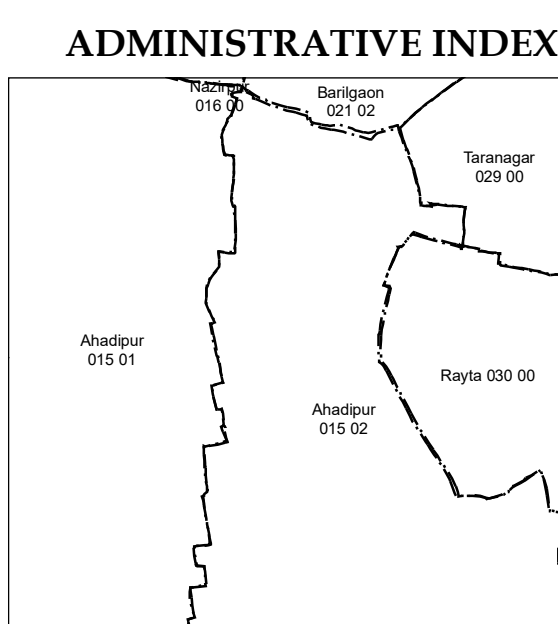 ADMINISTRATIVE INDEX
Nazirpur
016 00
Barilgaon
021 02
Taranagar
029 00
Ahadipur
015 01
Rayta 030 00
Ahadipur
015 02